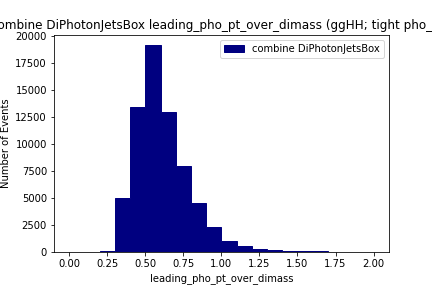 ombine DiPhotonJetsBox leading_pho_pt_over_dimass (ggHH; tight pho_
combine DiPhotonJetsBox
Number of Events
20000
17500
15000
12500
10000
7500
5000
2500
0
0.00 0.25 0.50 0.75 1.00 1.25 1.50 1.75 2.00
leading_pho_pt_over_dimass